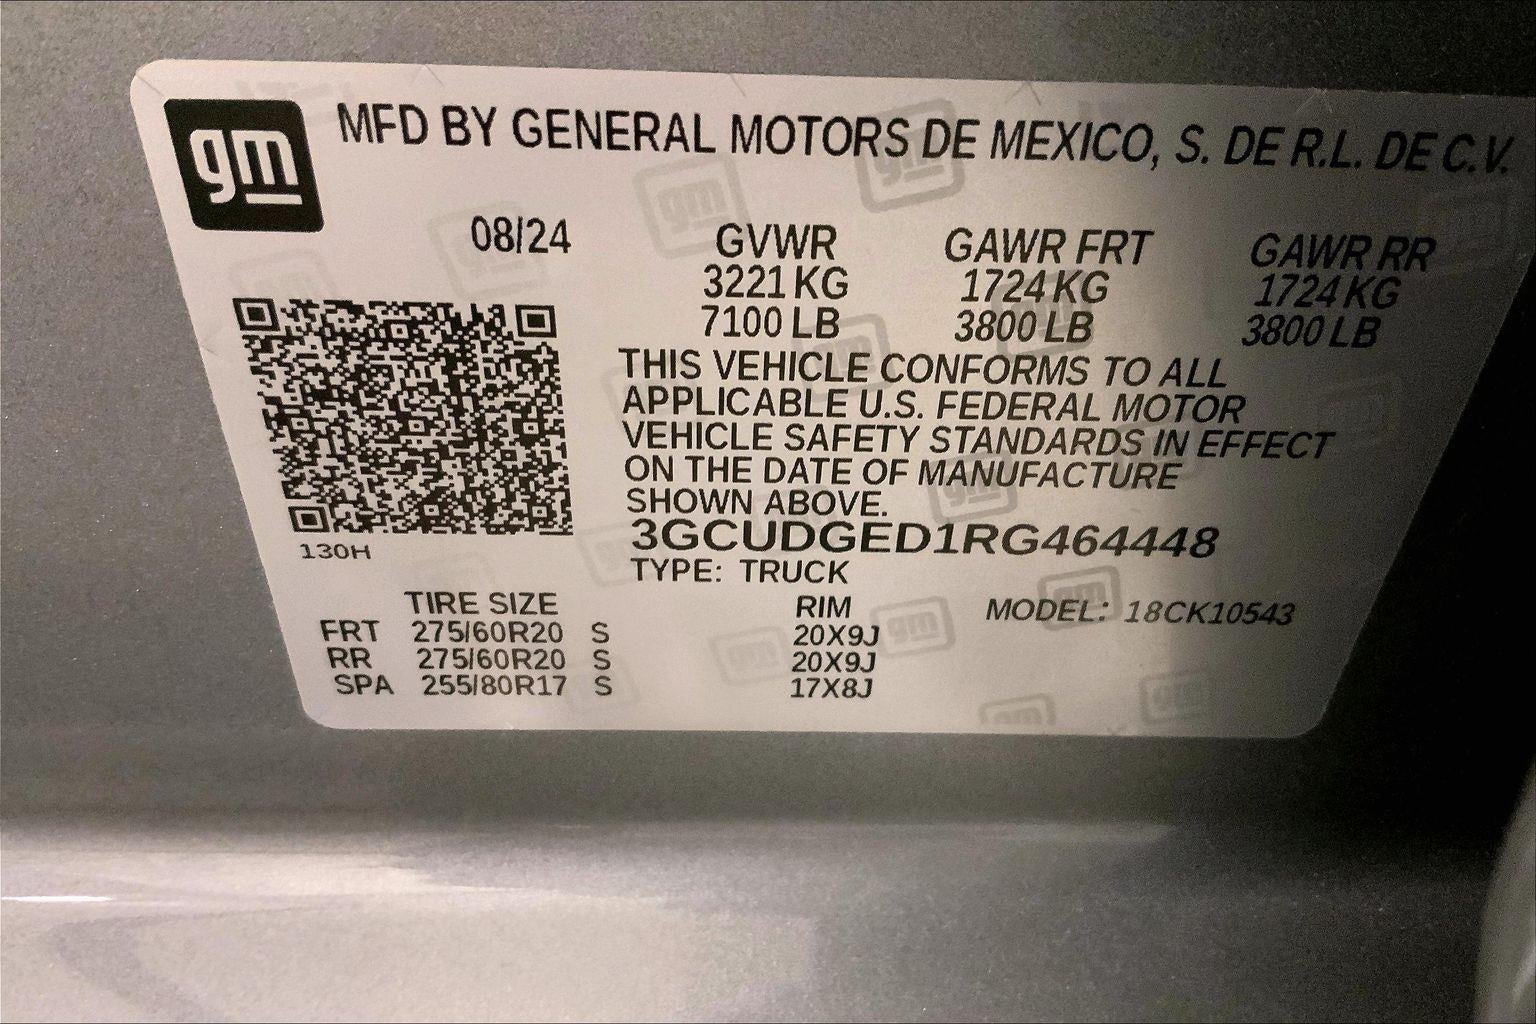 gm MFD BY GENERAL MOTORS DE MEXICO, S. DE R.L. DE C.V.
08/24 GVWR GAWR FRT GAWR RR
3221 KG 1724 KG 1724 KG
7100 LB 3800 LB 3800 LB
THIS VEHICLE CONFORMS TO ALL
APPLICABLE U.S. FEDERAL MOTOR
VEHICLE SAFETY STANDARDS IN EFFECT
ON THE DATE OF MANUFACTURE
SHOWN ABOVE.
3GCUDGED1RG464448
130H
TYPE: TRUCK
TIRE SIZE RIM MODEL: 18CK10543
FRT 275/60R20 S 20X9J
RR 275/60R20 S 20X9J
SPA 255/80R17 S 17X8J